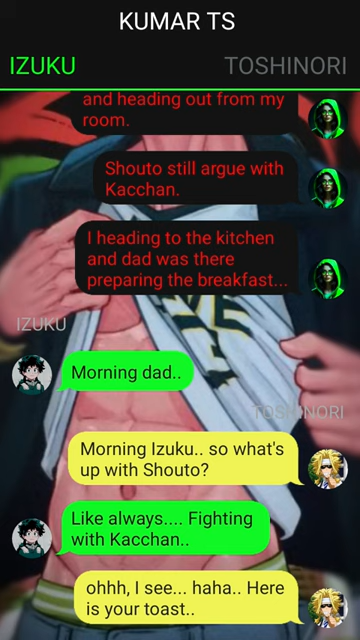 KUMAR TS
IZUKU
TOSHINORI
and heading out from my
room.
Shouto still argue with
Kacchan.
I heading to the kitchen
and dad was there
preparing the breakfast...
IZUKU
Morning dad..
TOSHINORI
Morning Izuku.. so what's
up with Shouto?
Like always.... Fighting
with Kacchan..
ohhh, I see... haha.. Here
is your toast..